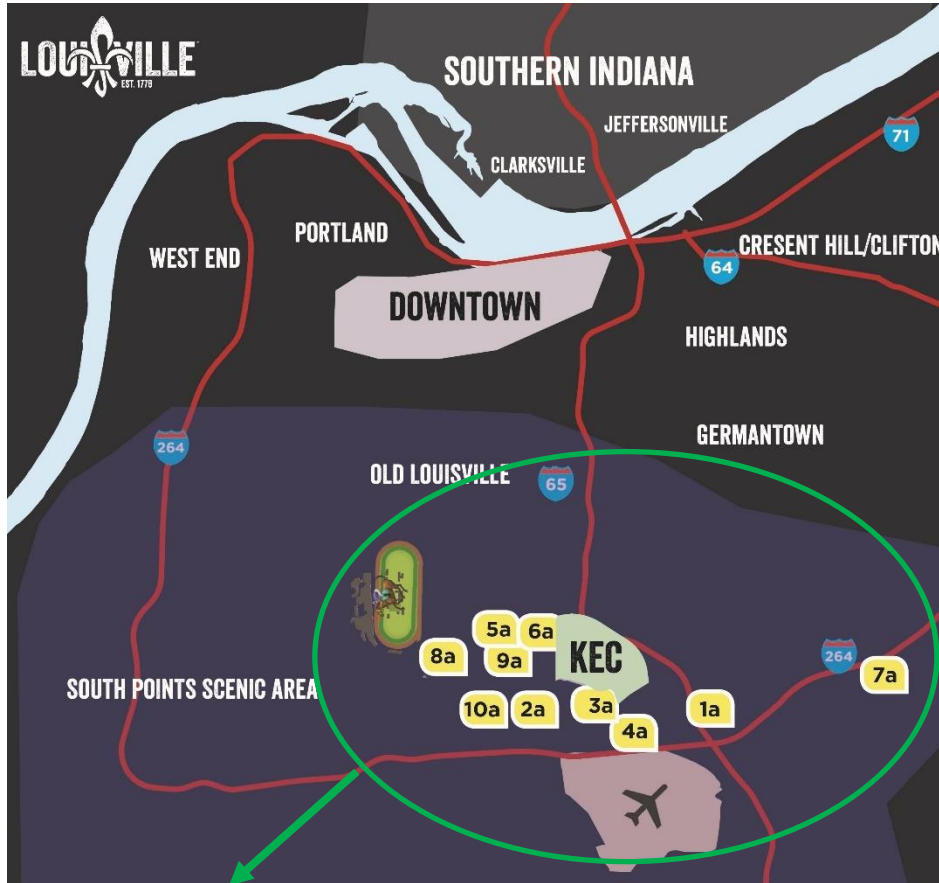 LOUISVILLE
EST. 1778
SOUTHERN INDIANA
JEFFERSONVILLE
71
CLARKSVILLE
PORTLAND
WEST END
CRESENT HILL/CLIFTON
64
DOWNTOWN
HIGHLANDS
GERMANTOWN
264
OLD LOUISVILLE
65
5a
6a
KEC
8a
9a
264
7a
SOUTH POINTS SCENIC AREA
10a
2a
3a
1a
4a